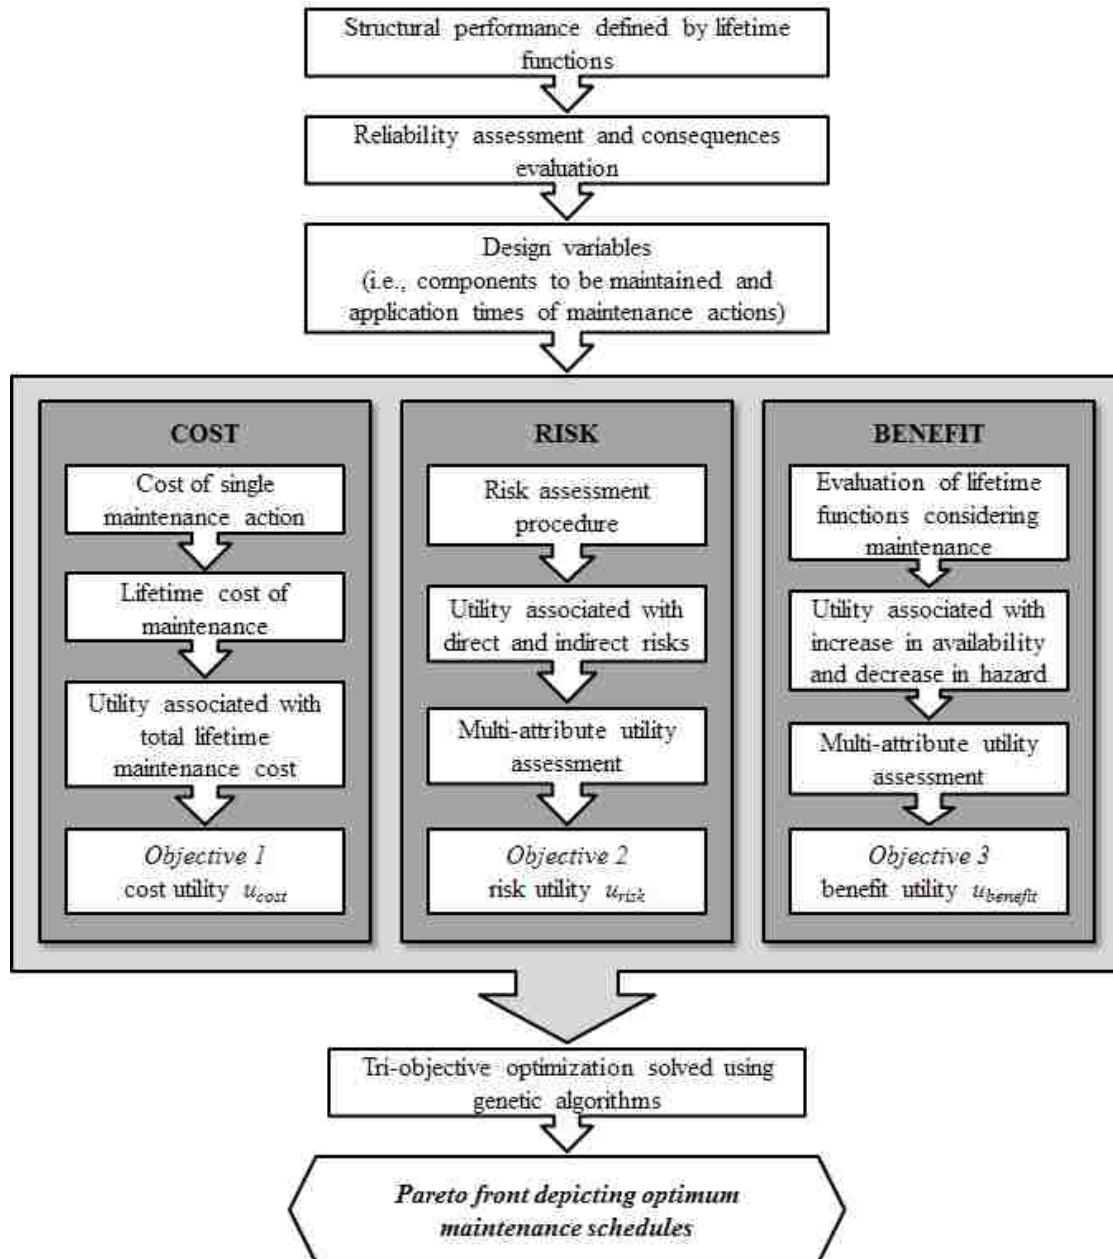 Structural performance defined by lifetime
functions
Reliability assessment and consequences
evaluation
Design variables
(i.e., components to be maintained and
application times of maintenance actions)
COST
Cost of single
maintenance action
Lifetime cost of
maintenance
Utility associated with
total lifetime
maintenance cost
Objective 1
cost utility u_cost
RISK
Risk assessment
procedure
Utility associated with
direct and indirect risks
Multi-attribute utility
assessment
Objective 2
risk utility u_risk
BENEFIT
Evaluation of lifetime
functions considering
maintenance
Utility associated with
increase in availability
and decrease in hazard
Multi-attribute utility
assessment
Objective 3
benefit utility u_benefit
Tri-objective optimization solved using
genetic algorithms
Pareto front depicting optimum
maintenance schedules